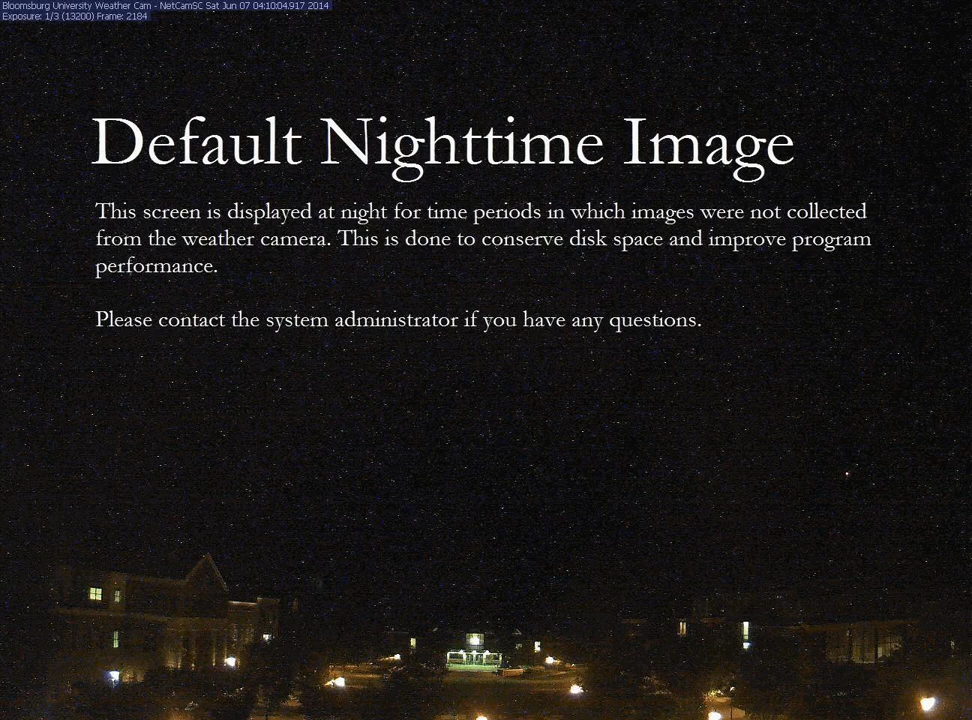 Bloomsburg University Weather Cam - NetCamSC Sat Jun 07 04:10:04.917 2014
Exposure: 1/3 (13200) Frame: 2184
Default Nighttime Image
This screen is displayed at night for time periods in which images were not collected
from the weather camera. This is done to conserve disk space and improve program
performance.
Please contact the system administrator if you have any questions.